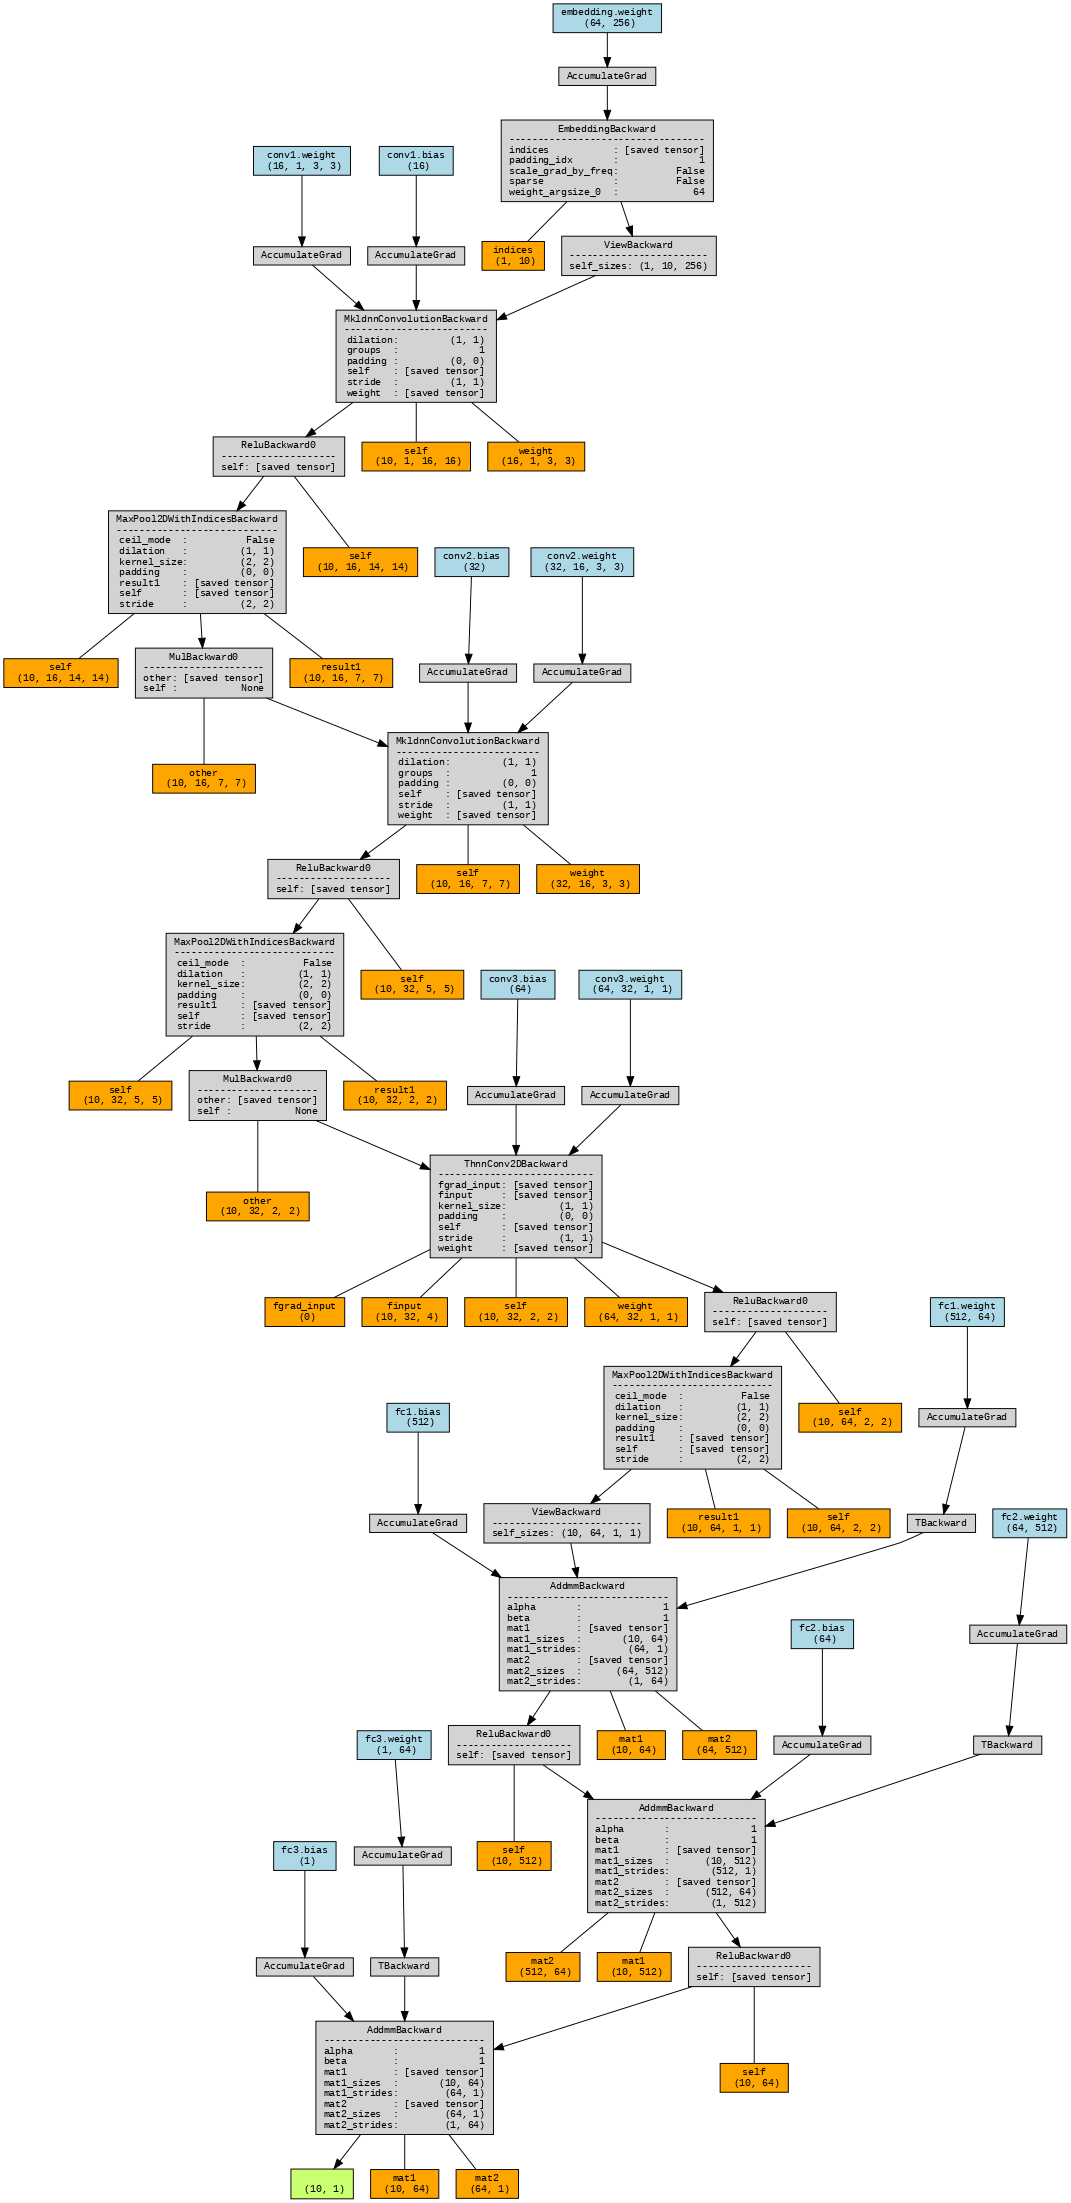 embedding.weight
(64, 256)
AccumulateGrad
EmbeddingBackward
----------------------------------
indices : [saved tensor]
padding_idx : 1
scale_grad_by_freq: False
sparse : False
weight_argsize_0 : 64
conv1.weight
(16, 1, 3, 3)
conv1.bias
(16)
indices
(1, 10)
ViewBackward
------------------------
self_sizes: (1, 10, 256)
AccumulateGrad
AccumulateGrad
MkldnnConvolutionBackward
-------------------------
dilation: (1, 1)
groups : 1
padding : (0, 0)
self : [saved tensor]
stride : (1, 1)
weight : [saved tensor]
ReluBackward0
--------------------
self: [saved tensor]
self
(10, 1, 16, 16)
weight
(16, 1, 3, 3)
MaxPool2DWithIndicesBackward
----------------------------
ceil_mode : False
dilation : (1, 1)
kernel_size: (2, 2)
padding : (0, 0)
result1 : [saved tensor]
self : [saved tensor]
stride : (2, 2)
self
(10, 16, 14, 14)
conv2.bias
(32)
conv2.weight
(32, 16, 3, 3)
self
(10, 16, 14, 14)
MulBackward0
---------------------
other: [saved tensor]
self : None
result1
(10, 16, 7, 7)
AccumulateGrad
AccumulateGrad
other
(10, 16, 7, 7)
MkldnnConvolutionBackward
-------------------------
dilation: (1, 1)
groups : 1
padding : (0, 0)
self : [saved tensor]
stride : (1, 1)
weight : [saved tensor]
ReluBackward0
--------------------
self: [saved tensor]
self
(10, 16, 7, 7)
weight
(32, 16, 3, 3)
MaxPool2DWithIndicesBackward
----------------------------
ceil_mode : False
dilation : (1, 1)
kernel_size: (2, 2)
padding : (0, 0)
result1 : [saved tensor]
self : [saved tensor]
stride : (2, 2)
self
(10, 32, 5, 5)
conv3.bias
(64)
conv3.weight
(64, 32, 1, 1)
self
(10, 32, 5, 5)
MulBackward0
---------------------
other: [saved tensor]
self : None
result1
(10, 32, 2, 2)
AccumulateGrad
AccumulateGrad
other
(10, 32, 2, 2)
ThnnConv2DBackward
---------------------------
fgrad_input: [saved tensor]
finput : [saved tensor]
kernel_size: (1, 1)
padding : (0, 0)
self : [saved tensor]
stride : (1, 1)
weight : [saved tensor]
fgrad_input
(0)
finput
(10, 32, 4)
self
(10, 32, 2, 2)
weight
(64, 32, 1, 1)
ReluBackward0
--------------------
self: [saved tensor]
fc1.weight
(512, 64)
MaxPool2DWithIndicesBackward
----------------------------
ceil_mode : False
dilation : (1, 1)
kernel_size: (2, 2)
padding : (0, 0)
result1 : [saved tensor]
self : [saved tensor]
stride : (2, 2)
fc1.bias
(512)
self
(10, 64, 2, 2)
AccumulateGrad
AccumulateGrad
ViewBackward
--------------------------
self_sizes: (10, 64, 1, 1)
result1
(10, 64, 1, 1)
self
(10, 64, 2, 2)
TBackward
fc2.weight
(64, 512)
AddmmBackward
----------------------------
alpha : 1
beta : 1
mat1 : [saved tensor]
mat1_sizes : (10, 64)
mat1_strides: (64, 1)
mat2 : [saved tensor]
mat2_sizes : (64, 512)
mat2_strides: (1, 64)
fc2.bias
(64)
AccumulateGrad
fc3.weight
(1, 64)
ReluBackward0
--------------------
self: [saved tensor]
mat1
(10, 64)
mat2
(64, 512)
AccumulateGrad
TBackward
AddmmBackward
----------------------------
alpha : 1
beta : 1
mat1 : [saved tensor]
mat1_sizes : (10, 512)
mat1_strides: (512, 1)
mat2 : [saved tensor]
mat2_sizes : (512, 64)
mat2_strides: (1, 512)
fc3.bias
(1)
AccumulateGrad
self
(10, 512)
AccumulateGrad
TBackward
mat2
(512, 64)
mat1
(10, 512)
ReluBackward0
--------------------
self: [saved tensor]
AddmmBackward
----------------------------
alpha : 1
beta : 1
mat1 : [saved tensor]
mat1_sizes : (10, 64)
mat1_strides: (64, 1)
mat2 : [saved tensor]
mat2_sizes : (64, 1)
mat2_strides: (1, 64)
self
(10, 64)
(10, 1)
mat1
(10, 64)
mat2
(64, 1)